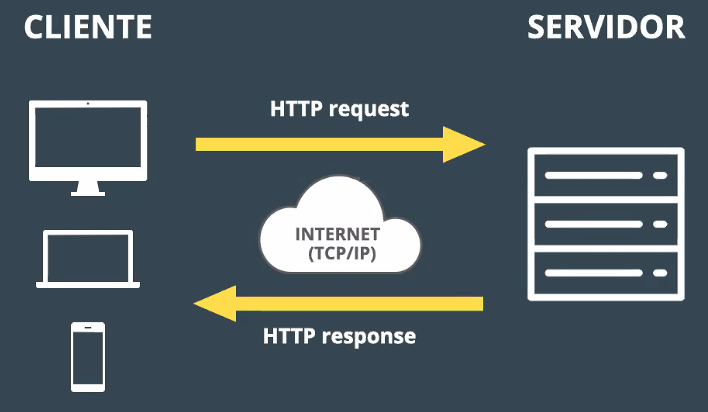 CLIENTE
SERVIDOR
HTTP request
INTERNET
(TCP/IP)
HTTP response